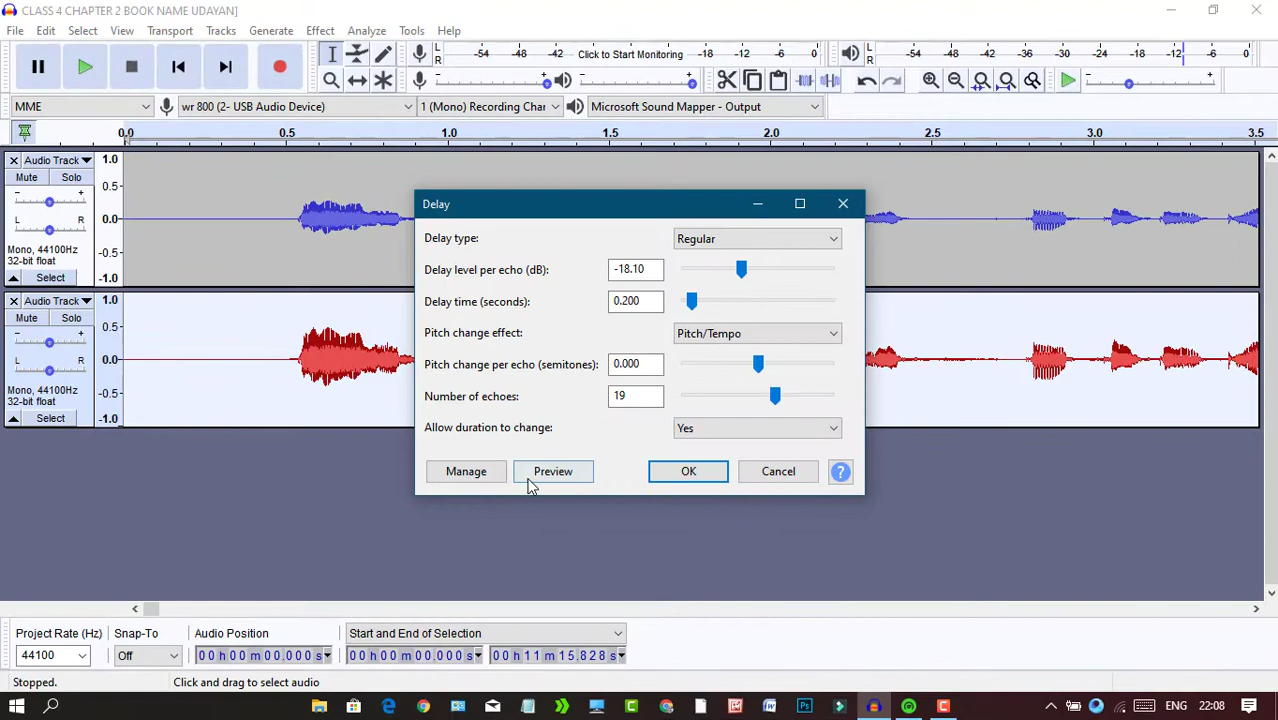 CLASS 4 CHAPTER 2 BOOK NAME UDAYAN]
File Edit Select View Transport Tracks Generate Effect Analyze Tools Help
L R -54 -48 -42 Click to Start Monitoring -18 -12 -6 0
L R -54 -48 -42 -36 -30 -24 -18 -12 -6 0
MME wr 800 (2- USB Audio Device) 1 (Mono) Recording Chan Microsoft Sound Mapper - Output
0.0 0.5 1.0 1.5 2.0 2.5 3.0 3.5
Audio Track 1.0
Mute Solo
- + 0.5
L R 0.0
Mono, 44100Hz
32-bit float -0.5
Select -1.0
Audio Track 1.0
Mute Solo
- + 0.5
L R 0.0
Mono, 44100Hz
32-bit float -0.5
Select -1.0
Delay
Delay type: Regular
Delay level per echo (dB): -18.10
Delay time (seconds): 0.200
Pitch change effect: Pitch/Tempo
Pitch change per echo (semitones): 0.000
Number of echoes: 19
Allow duration to change: Yes
Manage Preview OK Cancel ?
Project Rate (Hz) Snap-To Audio Position Start and End of Selection
44100 Off 00h00m00.000s 00h00m00.000s 00h11m15.828s
Stopped. Click and drag to select audio
ENG 22:08